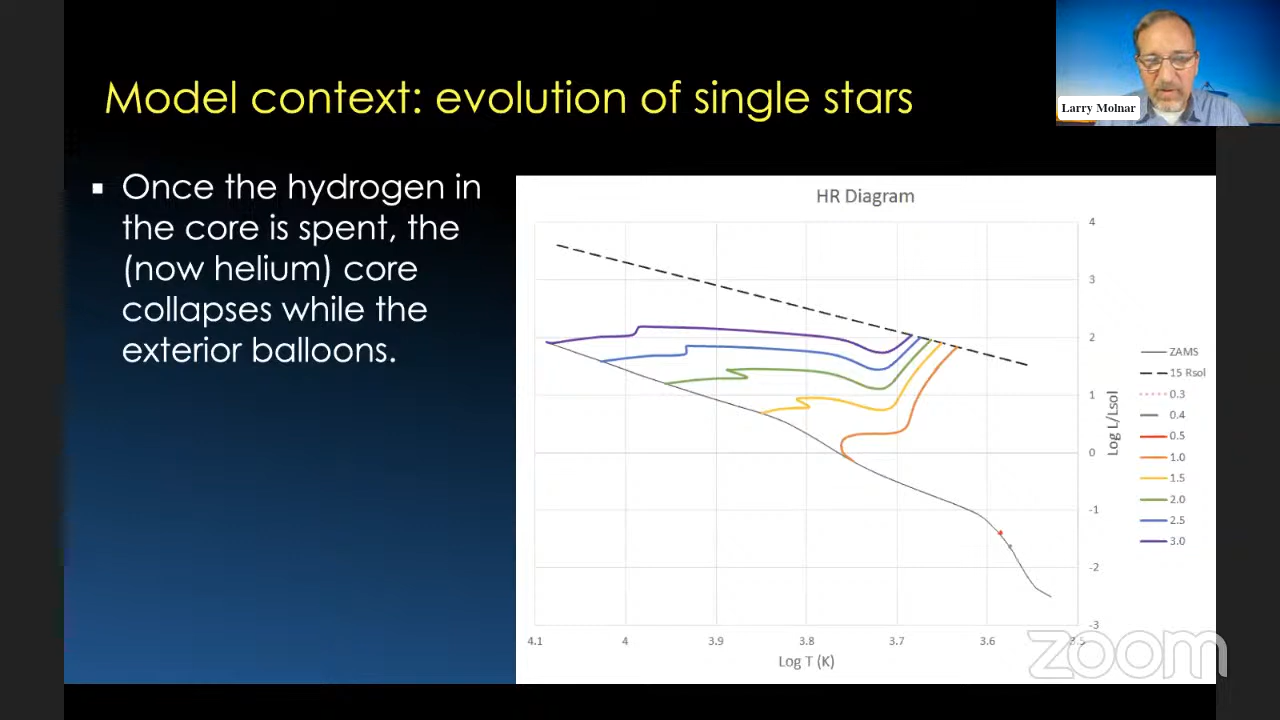 Larry Molnar
Model context: evolution of single stars
▪ Once the hydrogen in
the core is spent, the
(now helium) core
collapses while the
exterior balloons.
HR Diagram
4
3
2
1
0
-1
-2
-3
Log L/Lsol
4.1 4 3.9 3.8 3.7 3.6 3.5
Log T (K)
ZAMS
15 Rsol
0.3
0.4
0.5
1.0
1.5
2.0
2.5
3.0
zoom